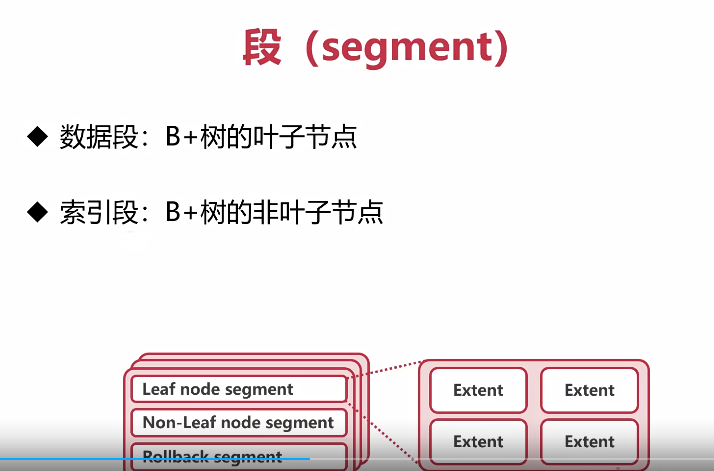 段（segment）
◆ 数据段：B+树的叶子节点
◆ 索引段：B+树的非叶子节点
Leaf node segment
Non-Leaf node segment
Rollback segment
Extent Extent
Extent Extent